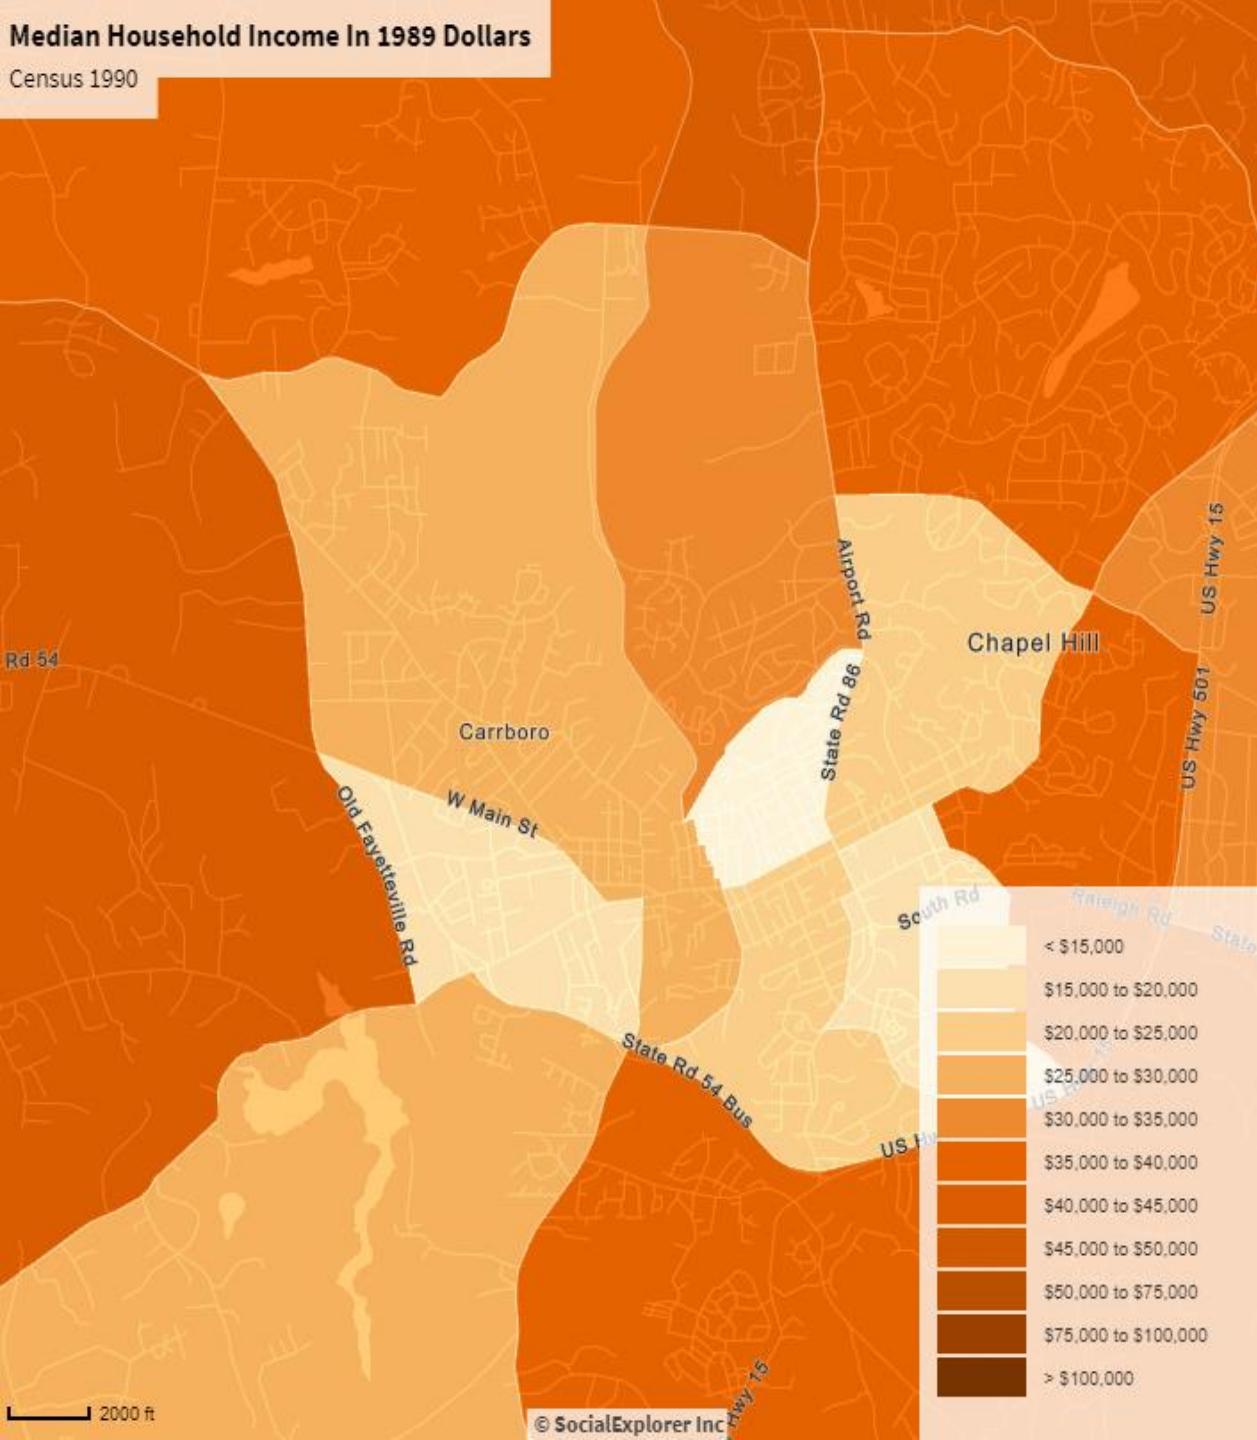 Median Household Income In 1989 Dollars
Census 1990
US Hwy 15
Airport Rd
Chapel Hill
Rd 54
State Rd 86
US Hwy 501
Carrboro
W Main St
Old Fayetteville Rd
South Rd
Raleigh Rd
State
< $15,000
$15,000 to $20,000
$20,000 to $25,000
$25,000 to $30,000
$30,000 to $35,000
$35,000 to $40,000
$40,000 to $45,000
$45,000 to $50,000
$50,000 to $75,000
$75,000 to $100,000
> $100,000
State Rd 54 Bus
US
US
Hwy 15
2000 ft
© SocialExplorer Inc